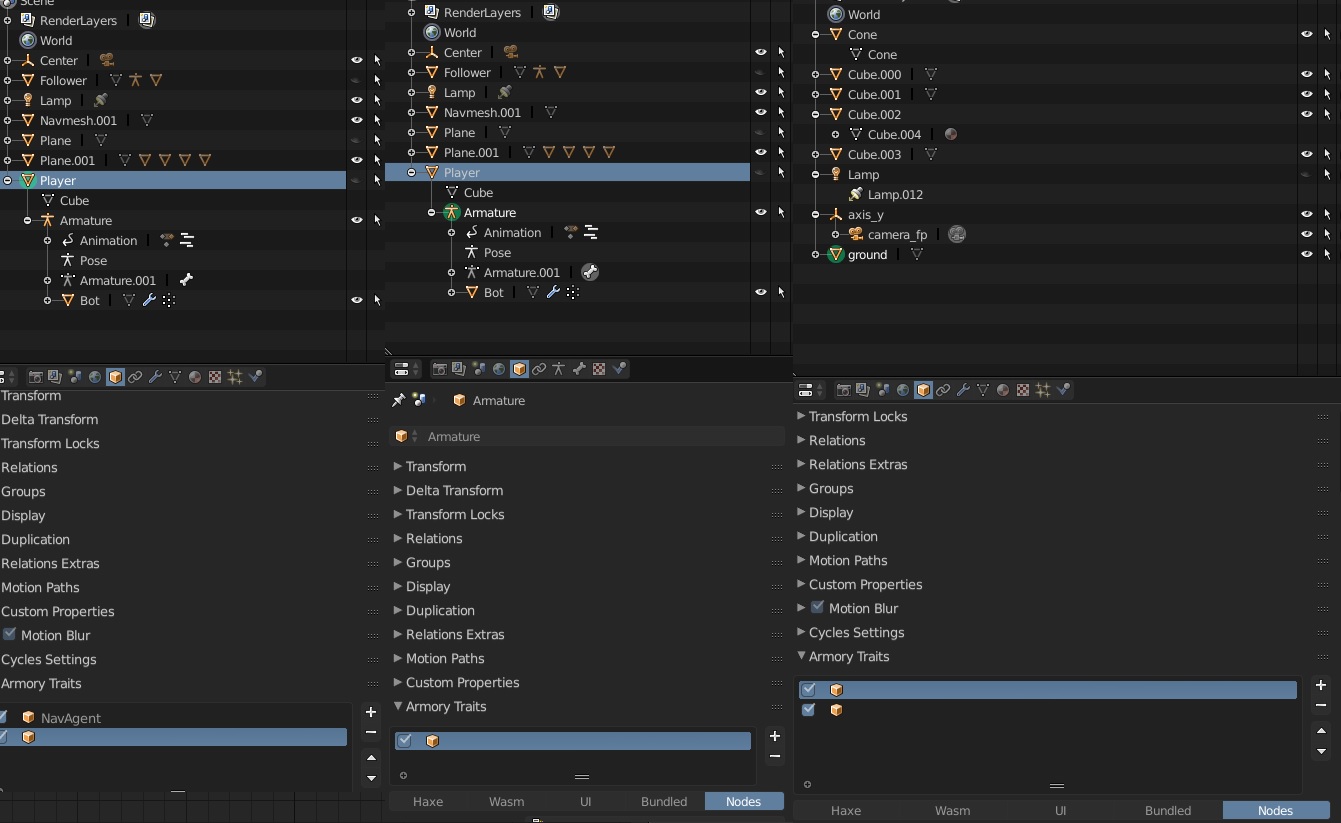 Scene
RenderLayers
World
Center
Follower
Lamp
Navmesh.001
Plane
Plane.001
Player
Cube
Armature
Animation
Pose
Armature.001
Bot
Transform
Delta Transform
Transform Locks
Relations
Groups
Display
Duplication
Relations Extras
Motion Paths
Custom Properties
Motion Blur
Cycles Settings
Armory Traits
NavAgent
RenderLayers
World
Center
Follower
Lamp
Navmesh.001
Plane
Plane.001
Player
Cube
Armature
Animation
Pose
Armature.001
Bot
Armature
Armature
Transform
Delta Transform
Transform Locks
Relations
Groups
Display
Duplication
Relations Extras
Motion Paths
Custom Properties
Armory Traits
Haxe Wasm UI Bundled Nodes
World
Cone
Cone
Cube.000
Cube.001
Cube.002
Cube.004
Cube.003
Lamp
Lamp.012
axis_y
camera_fp
ground
Transform Locks
Relations
Relations Extras
Groups
Display
Duplication
Motion Paths
Custom Properties
Motion Blur
Cycles Settings
Armory Traits
Haxe Wasm UI Bundled Nodes